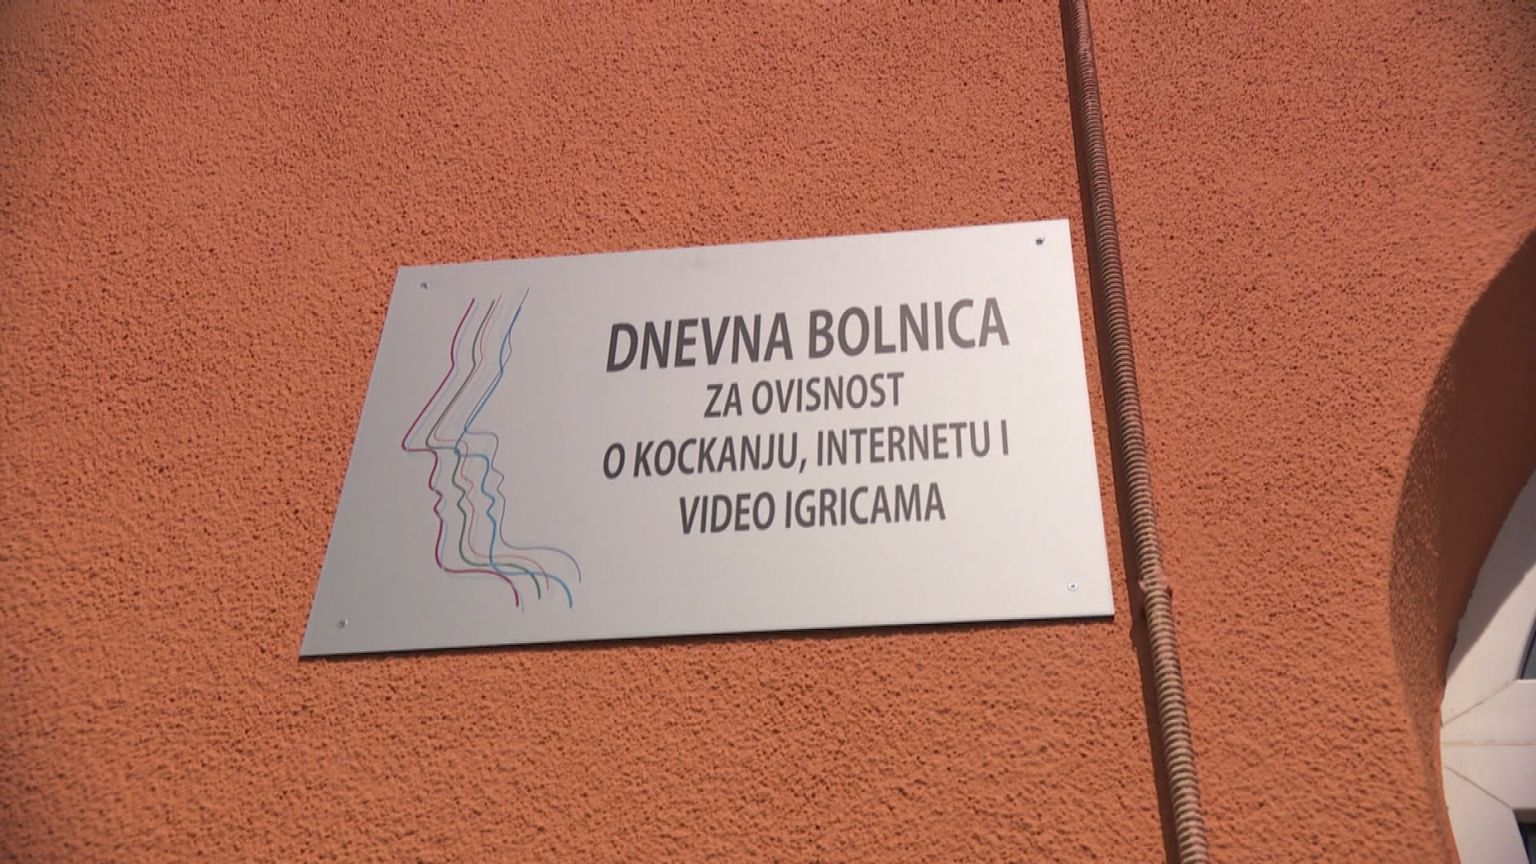 DNEVNA BOLNICA
ZA OVISNOST
O KOCKANJU, INTERNETU I
VIDEO IGRICAMA